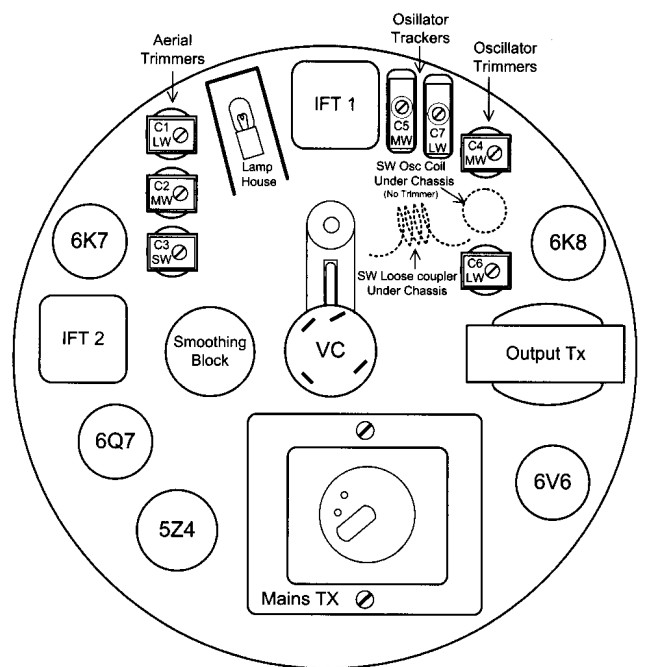 Osillator
Trackers
Aerial
Trimmers
Oscillator
Trimmers
IFT 1
C1
LW
C5
MW
C7
LW
C4
MW
Lamp
House
SW Osc Coil
Under Chassis
(No Trimmer)
C2
MW
6K7
C3
SW
6K8
C6
LW
SW Loose coupler
Under Chassis
IFT 2
Smoothing
Block
VC
Output Tx
6Q7
6V6
5Z4
Mains TX